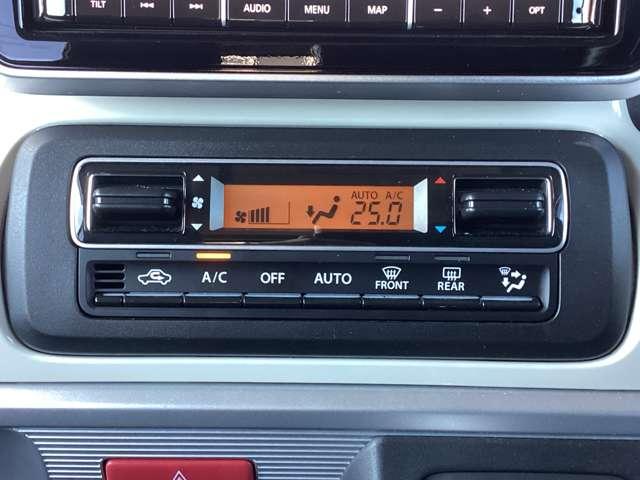 TILT AUDIO MENU MAP − + OPT
AUTO A/C
25.0
A/C OFF AUTO FRONT REAR